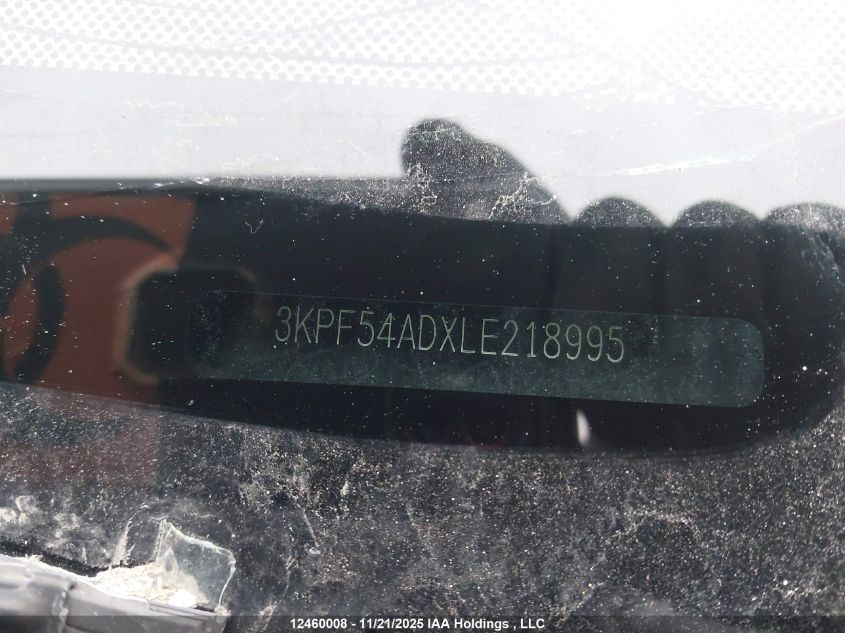 3KPF54ADXLE218995
12460008 - 11/21/2025 IAA Holdings , LLC